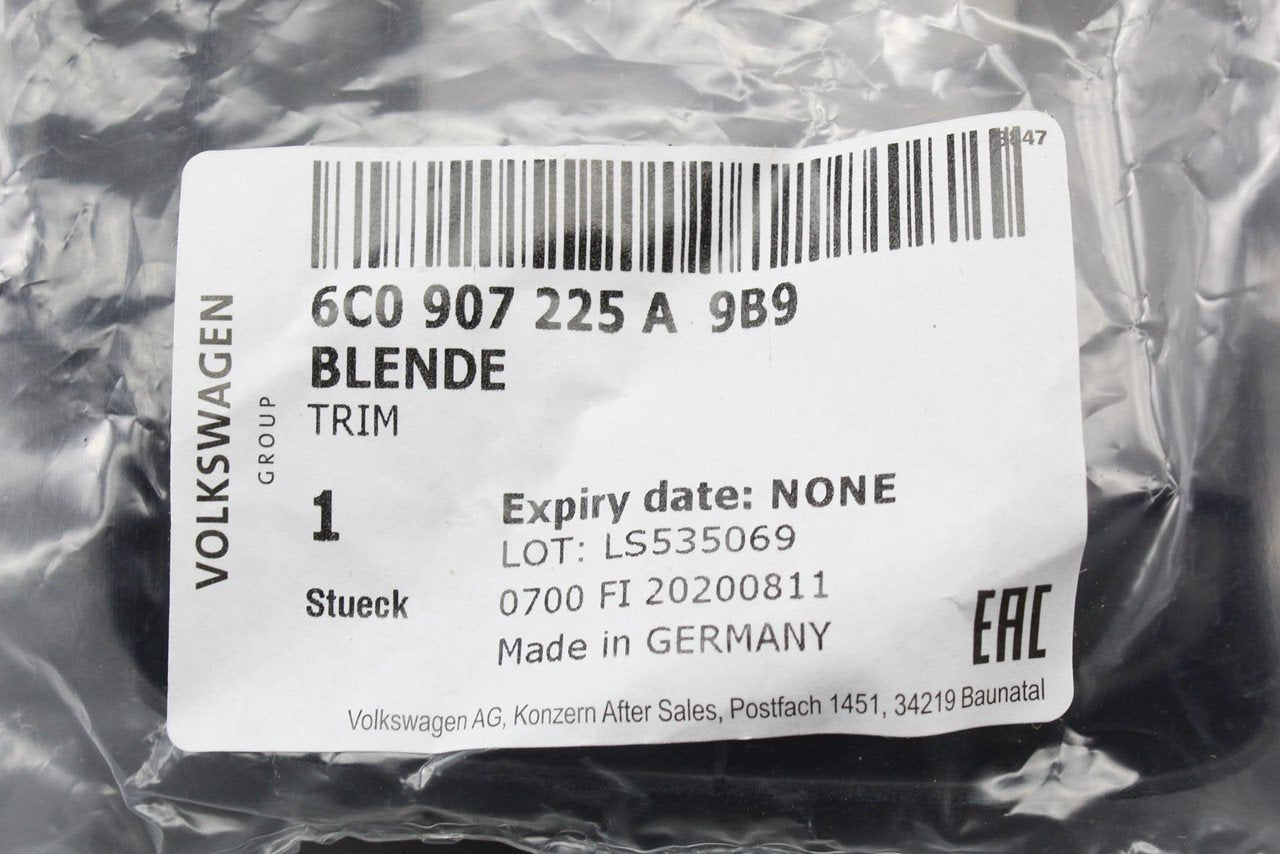 6C0 907 225 A 9B9
BLENDE
TRIM
VOLKSWAGEN
GROUP
1
Stueck
Expiry date: NONE
LOT: LS535069
0700 FI 20200811
Made in GERMANY
EAC
Volkswagen AG, Konzern After Sales, Postfach 1451, 34219 Baunatal